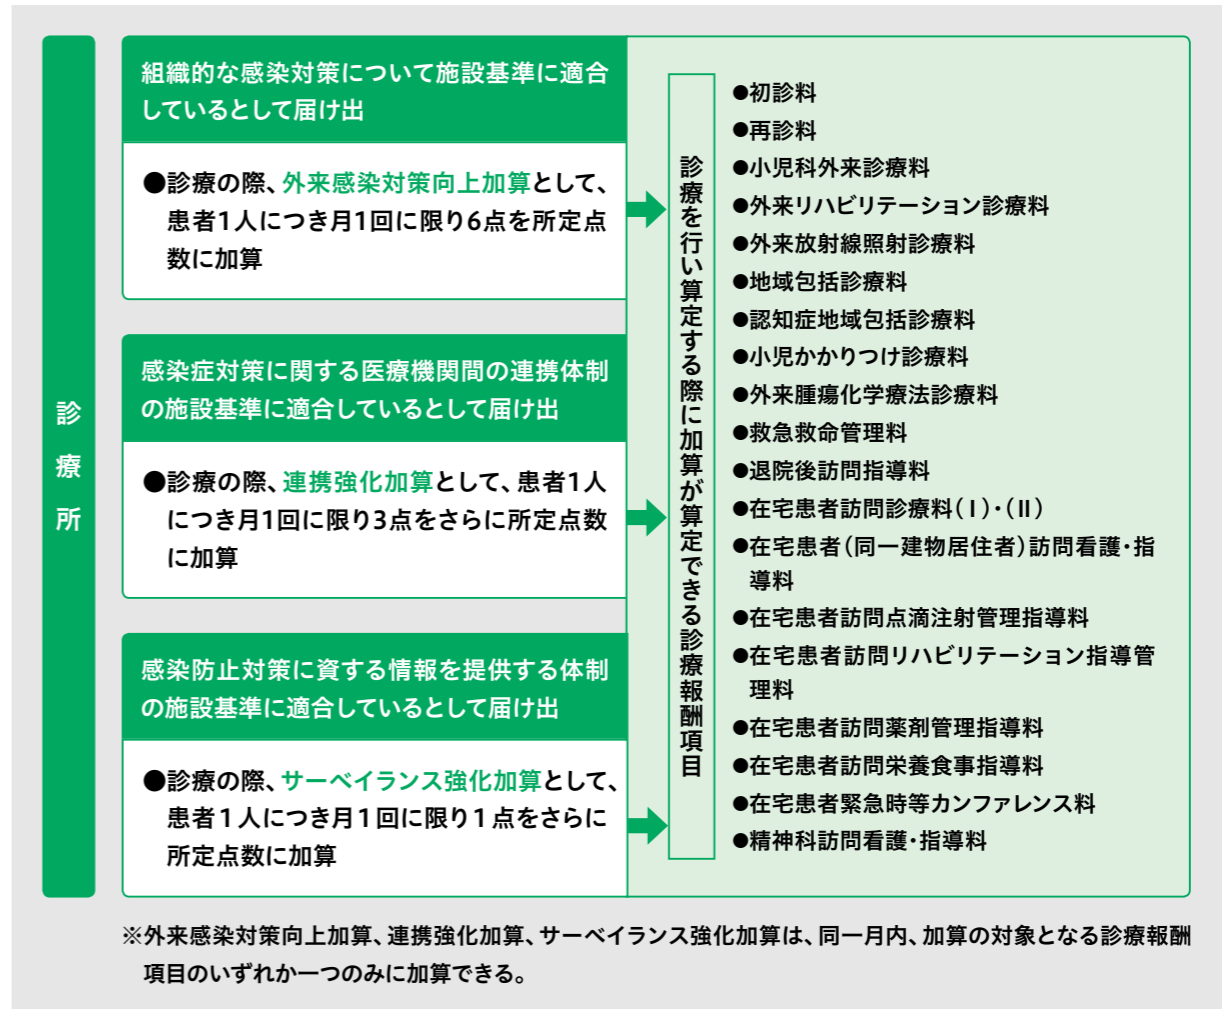 診療所
組織的な感染対策について施設基準に適合
しているとして届け出
●診療の際、外来感染対策向上加算として、
患者1人につき月1回に限り6点を所定点
数に加算
感染症対策に関する医療機関間の連携体制
の施設基準に適合しているとして届け出
●診療の際、連携強化加算として、患者1人
につき月1回に限り3点をさらに所定点数
に加算
感染防止対策に資する情報を提供する体制
の施設基準に適合しているとして届け出
●診療の際、サーベイランス強化加算として、
患者1人につき月1回に限り1点をさらに
所定点数に加算
診療を行い算定する際に加算が算定できる診療報酬項目
●初診料
●再診料
●小児科外来診療料
●外来リハビリテーション診療料
●外来放射線照射診療料
●地域包括診療料
●認知症地域包括診療料
●小児かかりつけ診療料
●外来腫瘍化学療法診療料
●救急救命管理料
●退院後訪問指導料
●在宅患者訪問診療料(Ⅰ)・(Ⅱ)
●在宅患者(同一建物居住者)訪問看護・指
導料
●在宅患者訪問点滴注射管理指導料
●在宅患者訪問リハビリテーション指導管
理料
●在宅患者訪問薬剤管理指導料
●在宅患者訪問栄養食事指導料
●在宅患者緊急時等カンファレンス料
●精神科訪問看護・指導料
※外来感染対策向上加算、連携強化加算、サーベイランス強化加算は、同一月内、加算の対象となる診療報酬
項目のいずれか一つのみに加算できる。